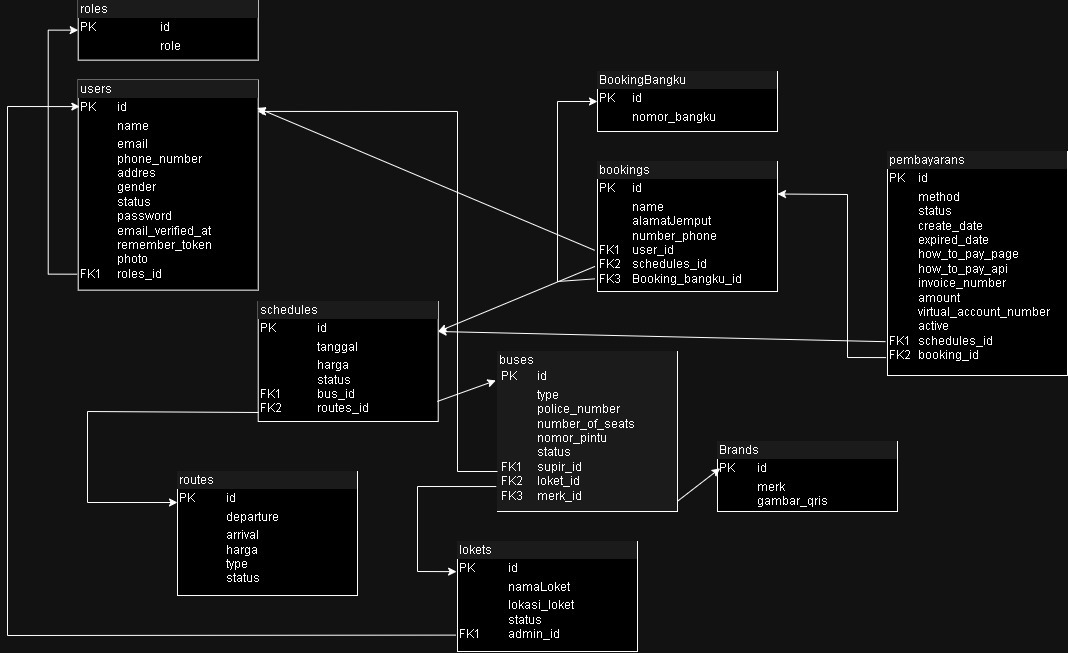 roles
PK id
role
users
PK id
name
email
phone_number
addres
gender
status
password
email_verified_at
remember_token
photo
FK1 roles_id
BookingBangku
PK id
nomor_bangku
bookings
PK id
name
alamatJemput
number_phone
FK1 user_id
FK2 schedules_id
FK3 Booking_bangku_id
pembayarans
PK id
method
status
create_date
expired_date
how_to_pay_page
how_to_pay_api
invoice_number
amount
virtual_account_number
active
FK1 schedules_id
FK2 booking_id
schedules
PK id
tanggal
harga
status
FK1 bus_id
FK2 routes_id
buses
PK id
type
police_number
number_of_seats
nomor_pintu
status
FK1 supir_id
FK2 loket_id
FK3 merk_id
Brands
PK id
merk
gambar_qris
routes
PK id
departure
arrival
harga
type
status
lokets
PK id
namaLoket
lokasi_loket
status
FK1 admin_id